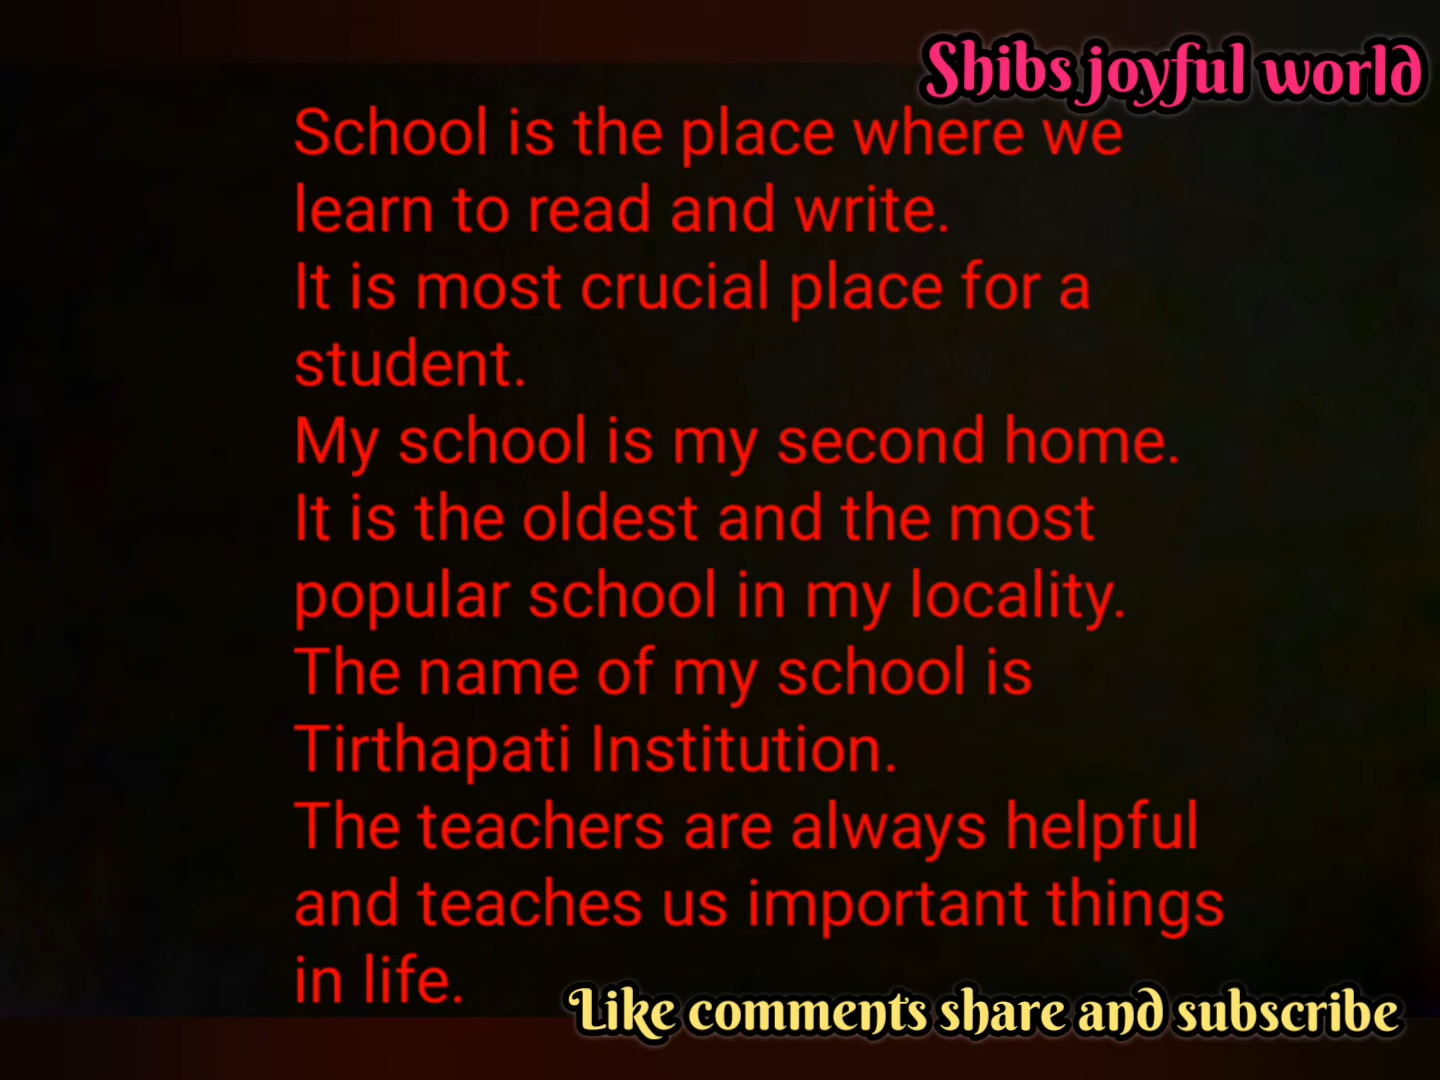 Shibs joyful world
School is the place where we
learn to read and write.
It is most crucial place for a
student.
My school is my second home.
It is the oldest and the most
popular school in my locality.
The name of my school is
Tirthapati Institution.
The teachers are always helpful
and teaches us important things
in life.
Like comments share and subscribe